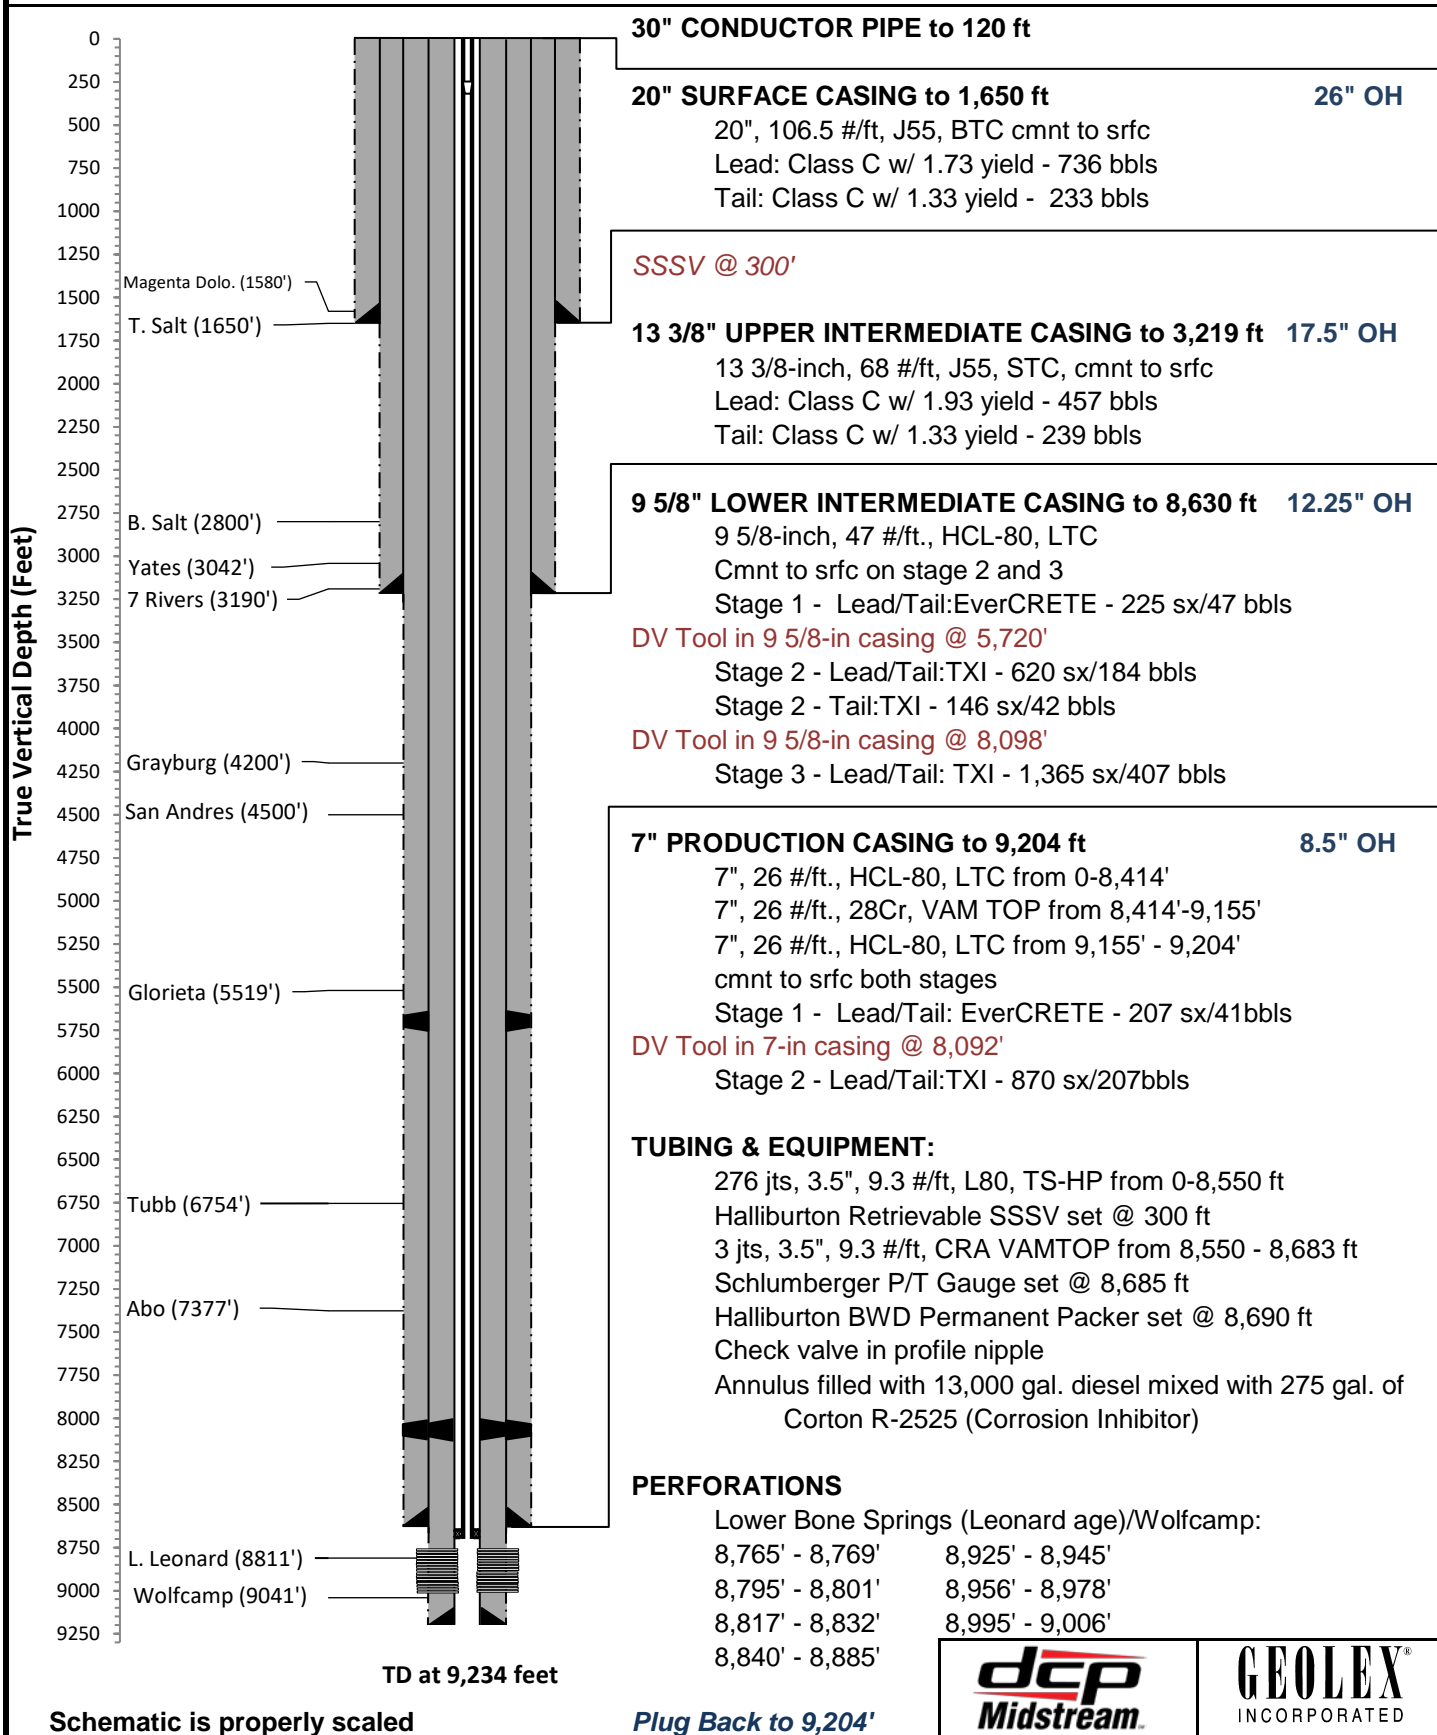 True Vertical Depth (Feet)
0
250
500
750
1000
1250
1500
1750
2000
2250
2500
2750
3000
3250
3500
3750
4000
4250
4500
4750
5000
5250
5500
5750
6000
6250
6500
6750
7000
7250
7500
7750
8000
8250
8500
8750
9000
9250
Magenta Dolo. (1580')
T. Salt (1650')
B. Salt (2800')
Yates (3042')
7 Rivers (3190')
Grayburg (4200')
San Andres (4500')
Glorieta (5519')
Tubb (6754')
Abo (7377')
L. Leonard (8811')
Wolfcamp (9041')
TD at 9,234 feet
Schematic is properly scaled
30" CONDUCTOR PIPE to 120 ft
20" SURFACE CASING to 1,650 ft 26" OH
20", 106.5 #/ft, J55, BTC cmnt to srfc
Lead: Class C w/ 1.73 yield - 736 bbls
Tail: Class C w/ 1.33 yield - 233 bbls
SSSV @ 300'
13 3/8" UPPER INTERMEDIATE CASING to 3,219 ft 17.5" OH
13 3/8-inch, 68 #/ft, J55, STC, cmnt to srfc
Lead: Class C w/ 1.93 yield - 457 bbls
Tail: Class C w/ 1.33 yield - 239 bbls
9 5/8" LOWER INTERMEDIATE CASING to 8,630 ft 12.25" OH
9 5/8-inch, 47 #/ft., HCL-80, LTC
Cmnt to srfc on stage 2 and 3
Stage 1 - Lead/Tail:EverCRETE - 225 sx/47 bbls
DV Tool in 9 5/8-in casing @ 5,720'
Stage 2 - Lead/Tail:TXI - 620 sx/184 bbls
Stage 2 - Tail:TXI - 146 sx/42 bbls
DV Tool in 9 5/8-in casing @ 8,098'
Stage 3 - Lead/Tail: TXI - 1,365 sx/407 bbls
7" PRODUCTION CASING to 9,204 ft 8.5" OH
7", 26 #/ft., HCL-80, LTC from 0-8,414'
7", 26 #/ft., 28Cr, VAM TOP from 8,414'-9,155'
7", 26 #/ft., HCL-80, LTC from 9,155' - 9,204'
cmnt to srfc both stages
Stage 1 - Lead/Tail: EverCRETE - 207 sx/41bbls
DV Tool in 7-in casing @ 8,092'
Stage 2 - Lead/Tail:TXI - 870 sx/207bbls
TUBING & EQUIPMENT:
276 jts, 3.5", 9.3 #/ft, L80, TS-HP from 0-8,550 ft
Halliburton Retrievable SSSV set @ 300 ft
3 jts, 3.5", 9.3 #/ft, CRA VAMTOP from 8,550 - 8,683 ft
Schlumberger P/T Gauge set @ 8,685 ft
Halliburton BWD Permanent Packer set @ 8,690 ft
Check valve in profile nipple
Annulus filled with 13,000 gal. diesel mixed with 275 gal. of
Corton R-2525 (Corrosion Inhibitor)
PERFORATIONS
Lower Bone Springs (Leonard age)/Wolfcamp:
8,765' - 8,769' 8,925' - 8,945'
8,795' - 8,801' 8,956' - 8,978'
8,817' - 8,832' 8,995' - 9,006'
8,840' - 8,885'
Plug Back to 9,204'
dcp
Midstream
GEOLEX®
INCORPORATED